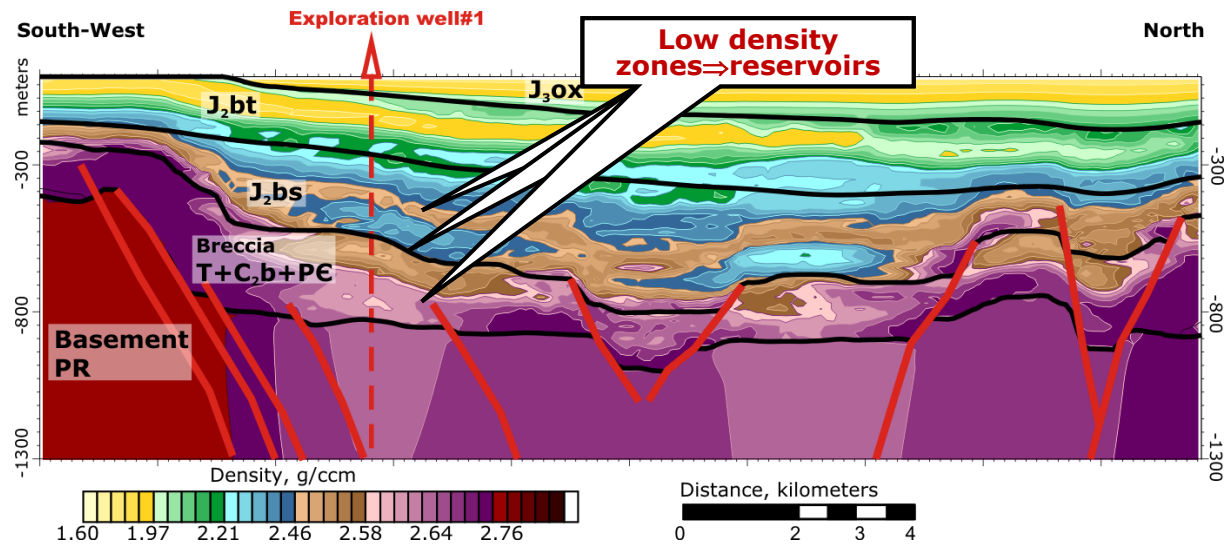 Exploration well#1
South-West
North
Low density
zones⇒reservoirs
meters
J₂bt
J₃ox
-300
-300
J₂bs
Breccia
T+C₂b+PЄ
-800
-800
Basement
PR
-1300
-1300
Density, g/ccm
1.60 1.97 2.21 2.46 2.58 2.64 2.76
Distance, kilometers
0 2 4